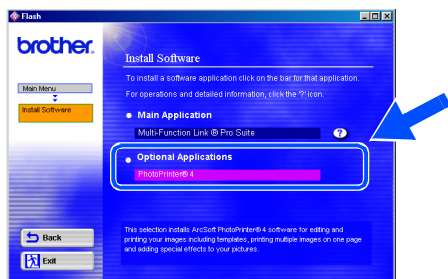 Flash
brother.
Install Software
To install a software application click on the bar for that application.
For operations and detailed information, click the '?' icon.
Main Menu
Install Software
Main Application
Multi-Function Link ® Pro Suite
?
Optional Applications
PhotoPrinter® 4
This selection installs ArcSoft PhotoPrinter® 4 software for editing and
printing your images including templates, printing multiple images on one page
and adding special effects to your pictures.
Back
Exit